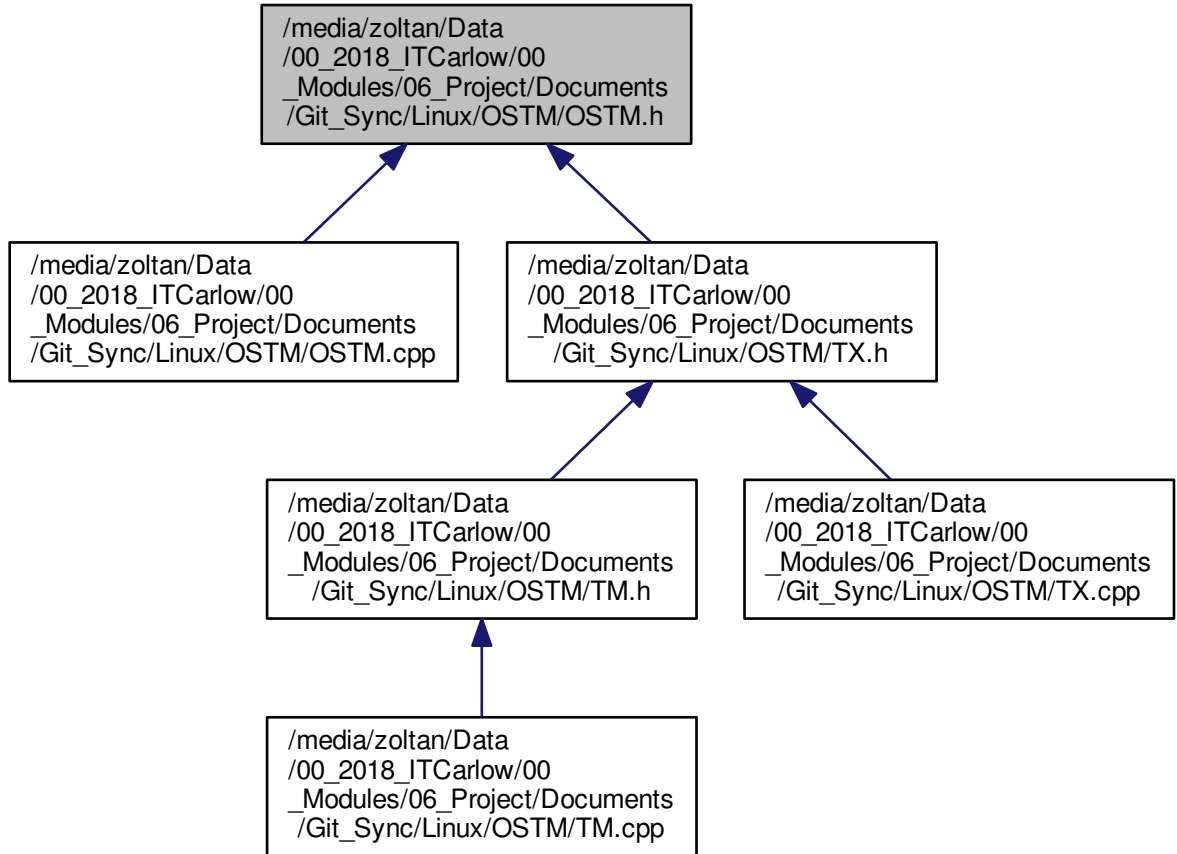 /media/zoltan/Data
/00_2018_ITCarlow/00
_Modules/06_Project/Documents
/Git_Sync/Linux/OSTM/OSTM.h
/media/zoltan/Data
/00_2018_ITCarlow/00
_Modules/06_Project/Documents
/Git_Sync/Linux/OSTM/OSTM.cpp
/media/zoltan/Data
/00_2018_ITCarlow/00
_Modules/06_Project/Documents
/Git_Sync/Linux/OSTM/TX.h
/media/zoltan/Data
/00_2018_ITCarlow/00
_Modules/06_Project/Documents
/Git_Sync/Linux/OSTM/TM.h
/media/zoltan/Data
/00_2018_ITCarlow/00
_Modules/06_Project/Documents
/Git_Sync/Linux/OSTM/TX.cpp
/media/zoltan/Data
/00_2018_ITCarlow/00
_Modules/06_Project/Documents
/Git_Sync/Linux/OSTM/TM.cpp